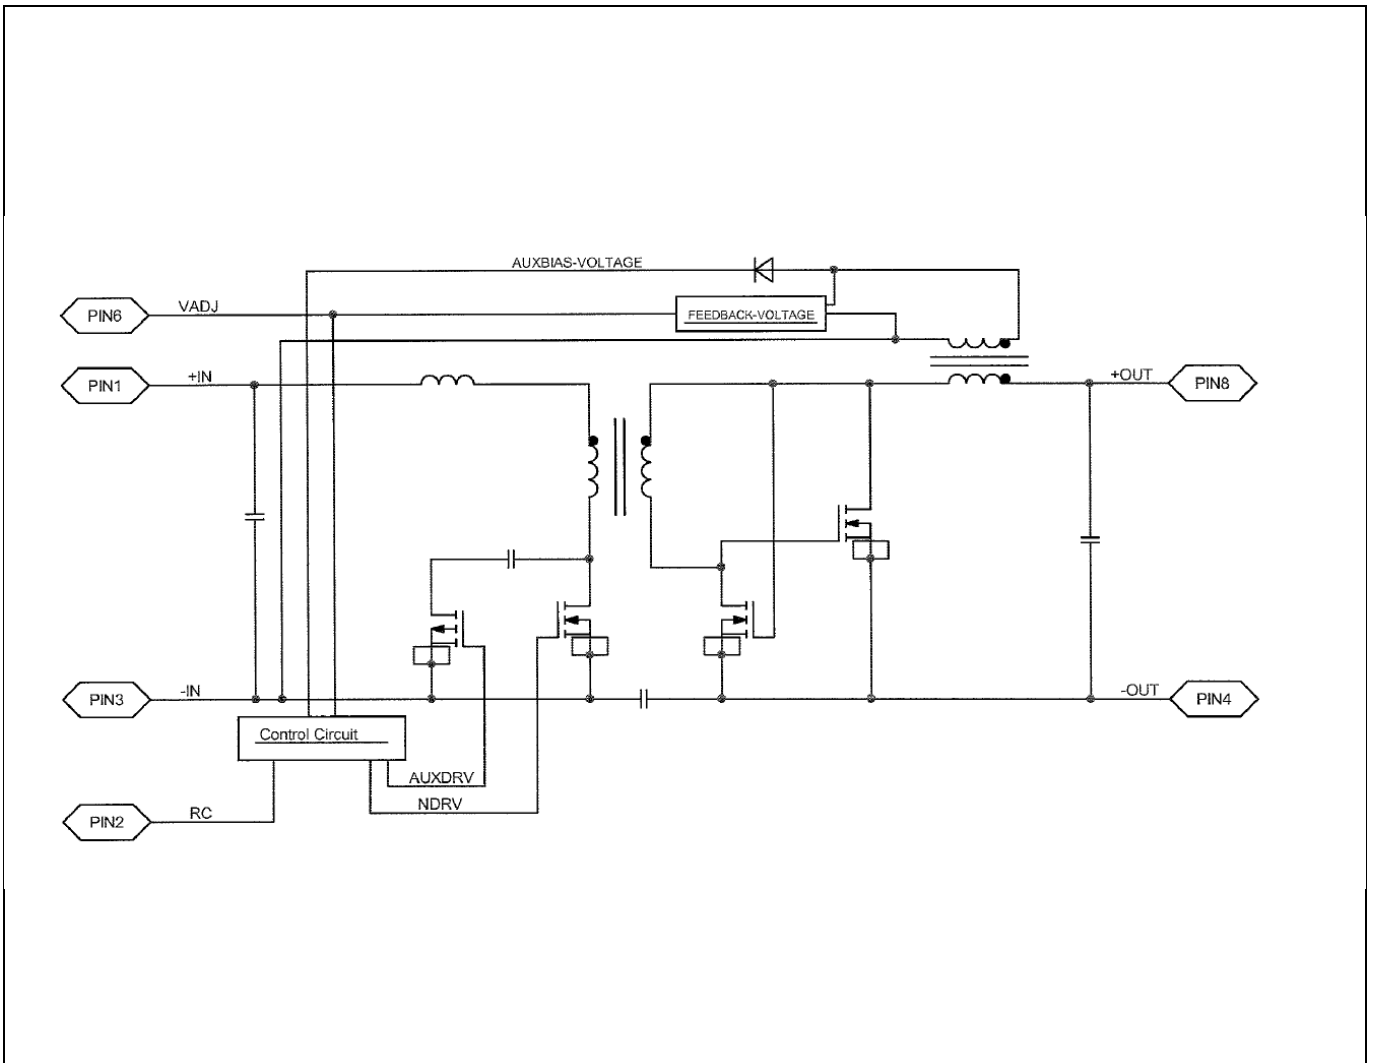 AUXBIAS-VOLTAGE
PIN6
VADJ
FEEDBACK-VOLTAGE
PIN1
+IN
+OUT
PIN8
PIN3
-IN
-OUT
PIN4
Control Circuit
AUXDRV
NDRV
PIN2
RC